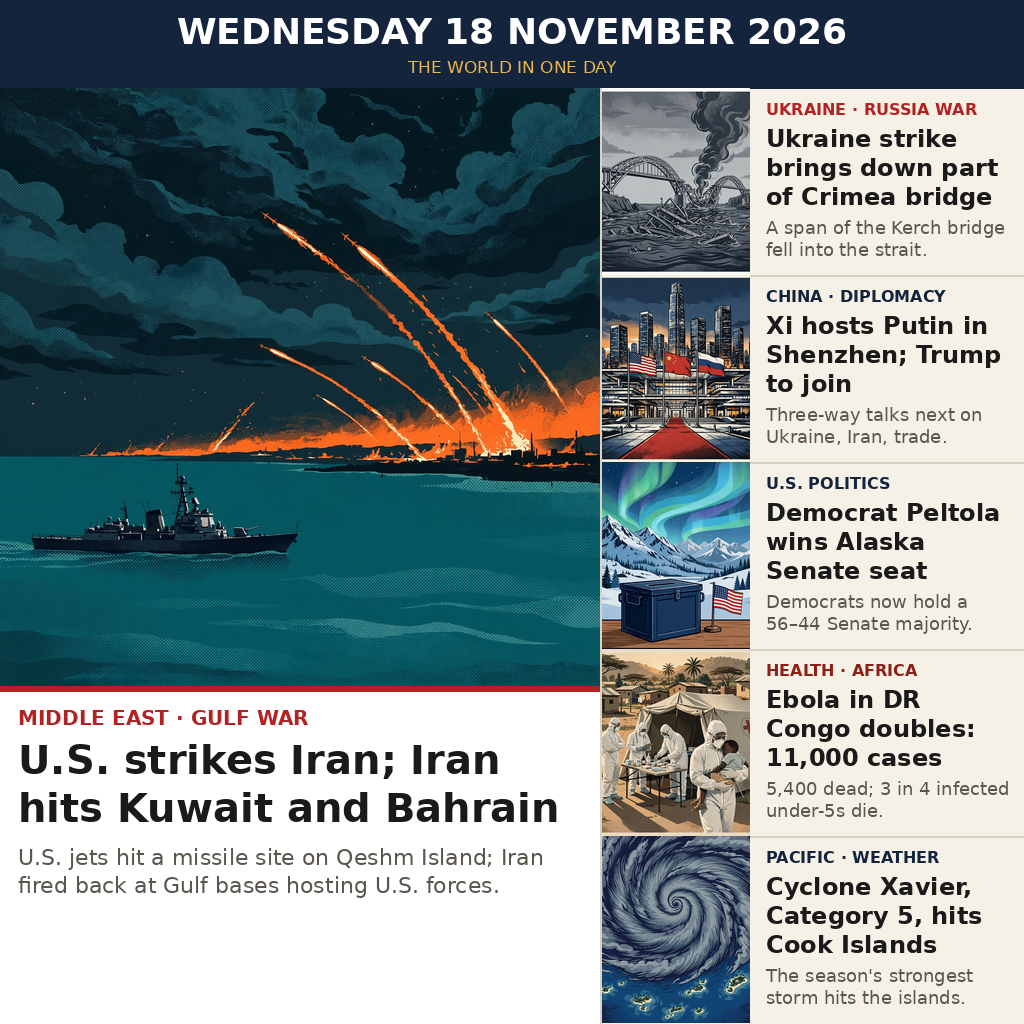 WEDNESDAY 18 NOVEMBER 2026
THE WORLD IN ONE DAY
MIDDLE EAST · GULF WAR
U.S. strikes Iran; Iran
hits Kuwait and Bahrain
U.S. jets hit a missile site on Qeshm Island; Iran
fired back at Gulf bases hosting U.S. forces.
UKRAINE · RUSSIA WAR
Ukraine strike
brings down part
of Crimea bridge
A span of the Kerch bridge
fell into the strait.
CHINA · DIPLOMACY
Xi hosts Putin in
Shenzhen; Trump
to join
Three-way talks next on
Ukraine, Iran, trade.
U.S. POLITICS
Democrat Peltola
wins Alaska
Senate seat
Democrats now hold a
56–44 Senate majority.
HEALTH · AFRICA
Ebola in DR
Congo doubles:
11,000 cases
5,400 dead; 3 in 4 infected
under-5s die.
PACIFIC · WEATHER
Cyclone Xavier,
Category 5, hits
Cook Islands
The season's strongest
storm hits the islands.